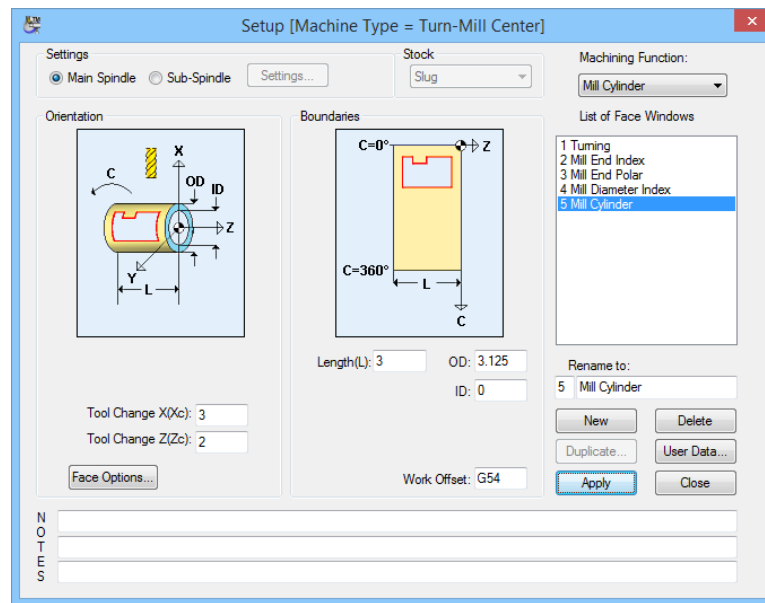 Setup [Machine Type = Turn-Mill Center]
Settings
Main Spindle Sub-Spindle Settings...
Stock
Slug
Machining Function:
Mill Cylinder
List of Face Windows
1 Turning
2 Mill End Index
3 Mill End Polar
4 Mill Diameter Index
5 Mill Cylinder
Orientation
X
C
OD
ID
Z
Y
L
Boundaries
C=0°
Z
C=360°
L
C
Length(L): 3 OD: 3.125
ID: 0
Tool Change X(Xc): 3
Tool Change Z(Zc): 2
Face Options...
Work Offset: G54
Rename to:
5 Mill Cylinder
New Delete
Duplicate... User Data...
Apply Close
N
O
T
E
S